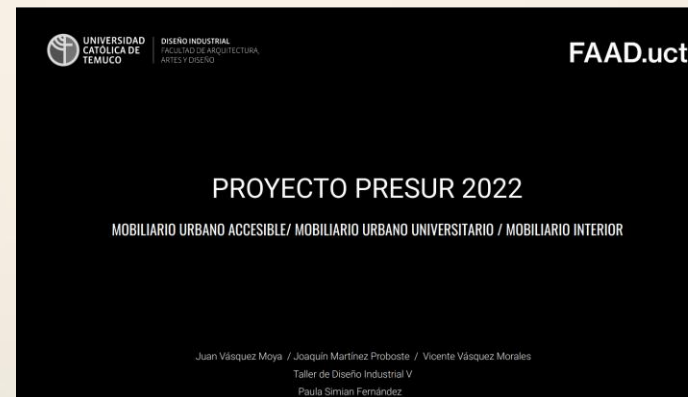 UNIVERSIDAD
CATÓLICA DE
TEMUCO
DISEÑO INDUSTRIAL
FACULTAD DE ARQUITECTURA,
ARTES Y DISEÑO
FAAD.uct
PROYECTO PRESUR 2022
MOBILIARIO URBANO ACCESIBLE/ MOBILIARIO URBANO UNIVERSITARIO / MOBILIARIO INTERIOR
Juan Vásquez Moya / Joaquín Martínez Proboste / Vicente Vásquez Morales
Taller de Diseño Industrial V
Paula Simian Fernández